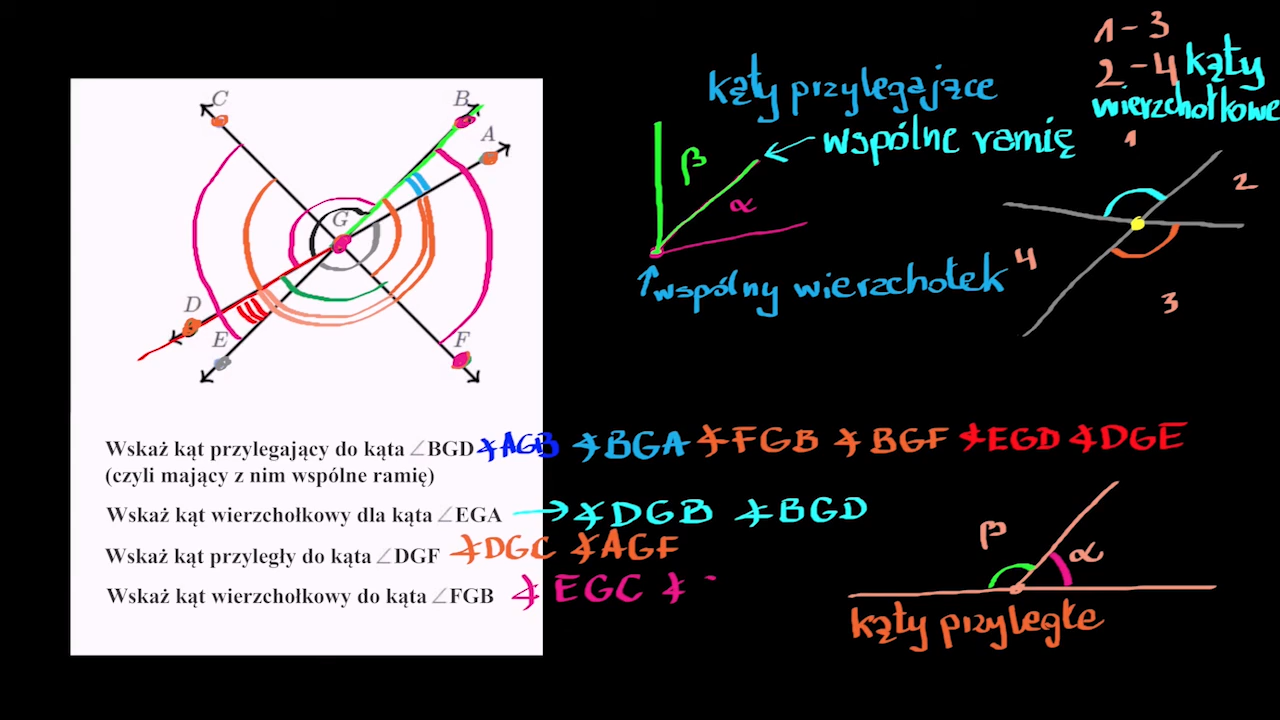 1-3
2-4 kąty
wierzchołkowe
kąty przylegające
wspólne ramię
1
2
β
α
4
3
wspólny wierzchołek
C
B
A
G
D
E
F
Wskaż kąt przylegający do kąta ∠BGD ∢AGB ∢BGA ∢FGB ∢BGF ∢EGD ∢DGE
(czyli mający z nim wspólne ramię)
Wskaż kąt wierzchołkowy dla kąta ∠EGA → ∢DGB ∢BGD
Wskaż kąt przyległy do kąta ∠DGF ∢DGC ∢AGF
Wskaż kąt wierzchołkowy do kąta ∠FGB ∢EGC ∢
β
α
kąty przyległe